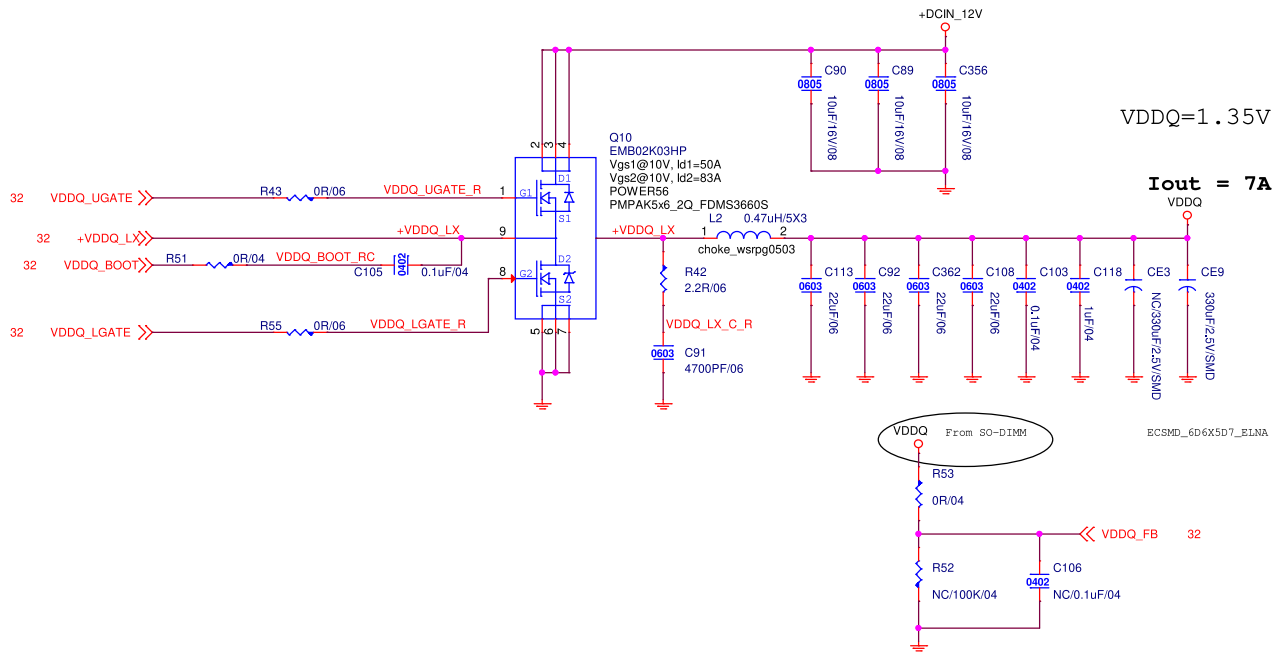 +DCIN_12V
C90
C89
C356
0805
0805
0805
10uF/16V/08
10uF/16V/08
10uF/16V/08
VDDQ=1.35V
Iout = 7A
VDDQ
Q10
EMB02K03HP
Vgs1@10V, Id1=50A
Vgs2@10V, Id2=83A
POWER56
PMPAK5x6_2Q_FDMS3660S
2
3
4
D1
G1
S1
D2
G2
S2
1
9
8
5
6
7
32
VDDQ_UGATE
R43
0R/06
VDDQ_UGATE_R
32
+VDDQ_LX
+VDDQ_LX
32
VDDQ_BOOT
R51
0R/04
VDDQ_BOOT_RC
C105
0402
0.1uF/04
32
VDDQ_LGATE
R55
0R/06
VDDQ_LGATE_R
+VDDQ_LX
L2
0.47uH/5X3
1
2
choke_wsrpg0503
R42
2.2R/06
VDDQ_LX_C_R
0603
C91
4700PF/06
C113
0603
22uF/06
C92
0603
22uF/06
C362
0603
22uF/06
C108
0603
22uF/06
C103
0402
0.1uF/04
C118
0402
1uF/04
CE3
NC/330uF/2.5V/SMD
CE9
330uF/2.5V/SMD
ECSMD_6D6X5D7_ELNA
VDDQ
From SO-DIMM
R53
0R/04
VDDQ_FB
32
R52
NC/100K/04
C106
0402
NC/0.1uF/04